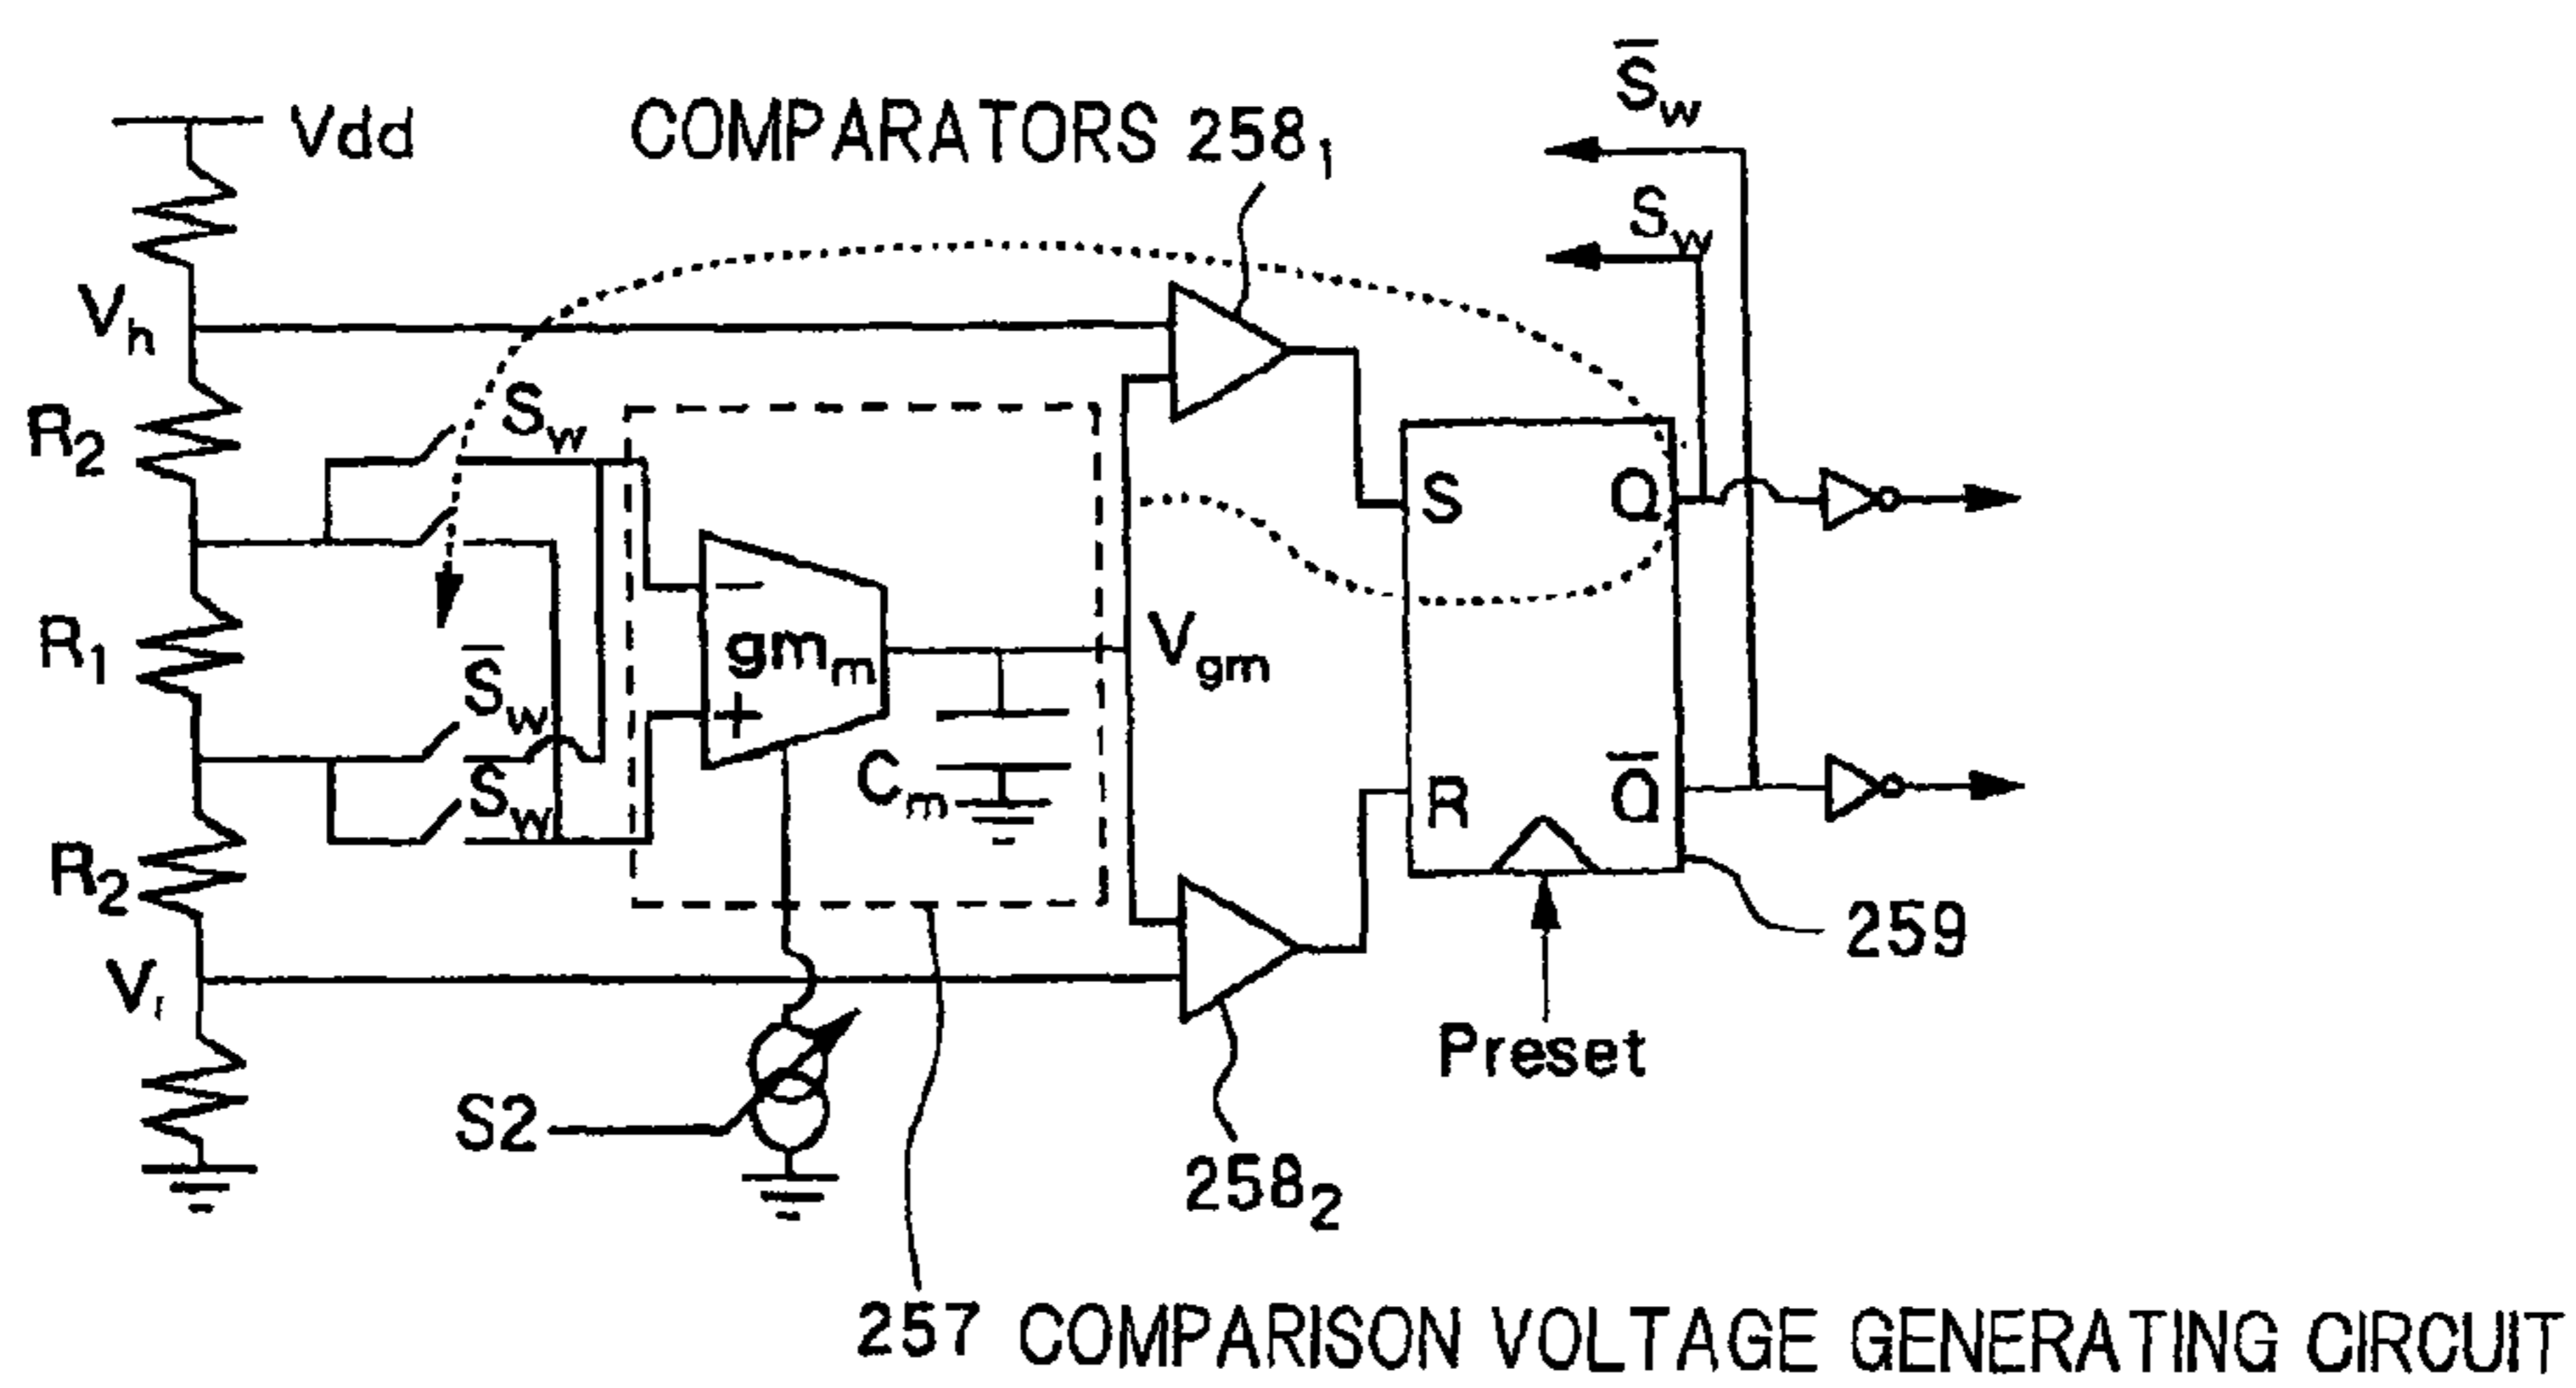 S̅w
Vdd
COMPARATORS 258₁
Sw
Vh
R₂
Sw
S
Q
R₁
gmm
−
+
Vgm
S̅w
Cm
S̅w
R
Q̅
R₂
259
Vl
Preset
S2
258₂
257 COMPARISON VOLTAGE GENERATING CIRCUIT